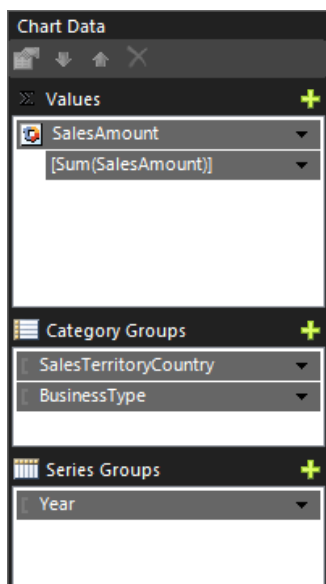 Chart Data
Values
SalesAmount
[Sum(SalesAmount)]
Category Groups
SalesTerritoryCountry
BusinessType
Series Groups
Year